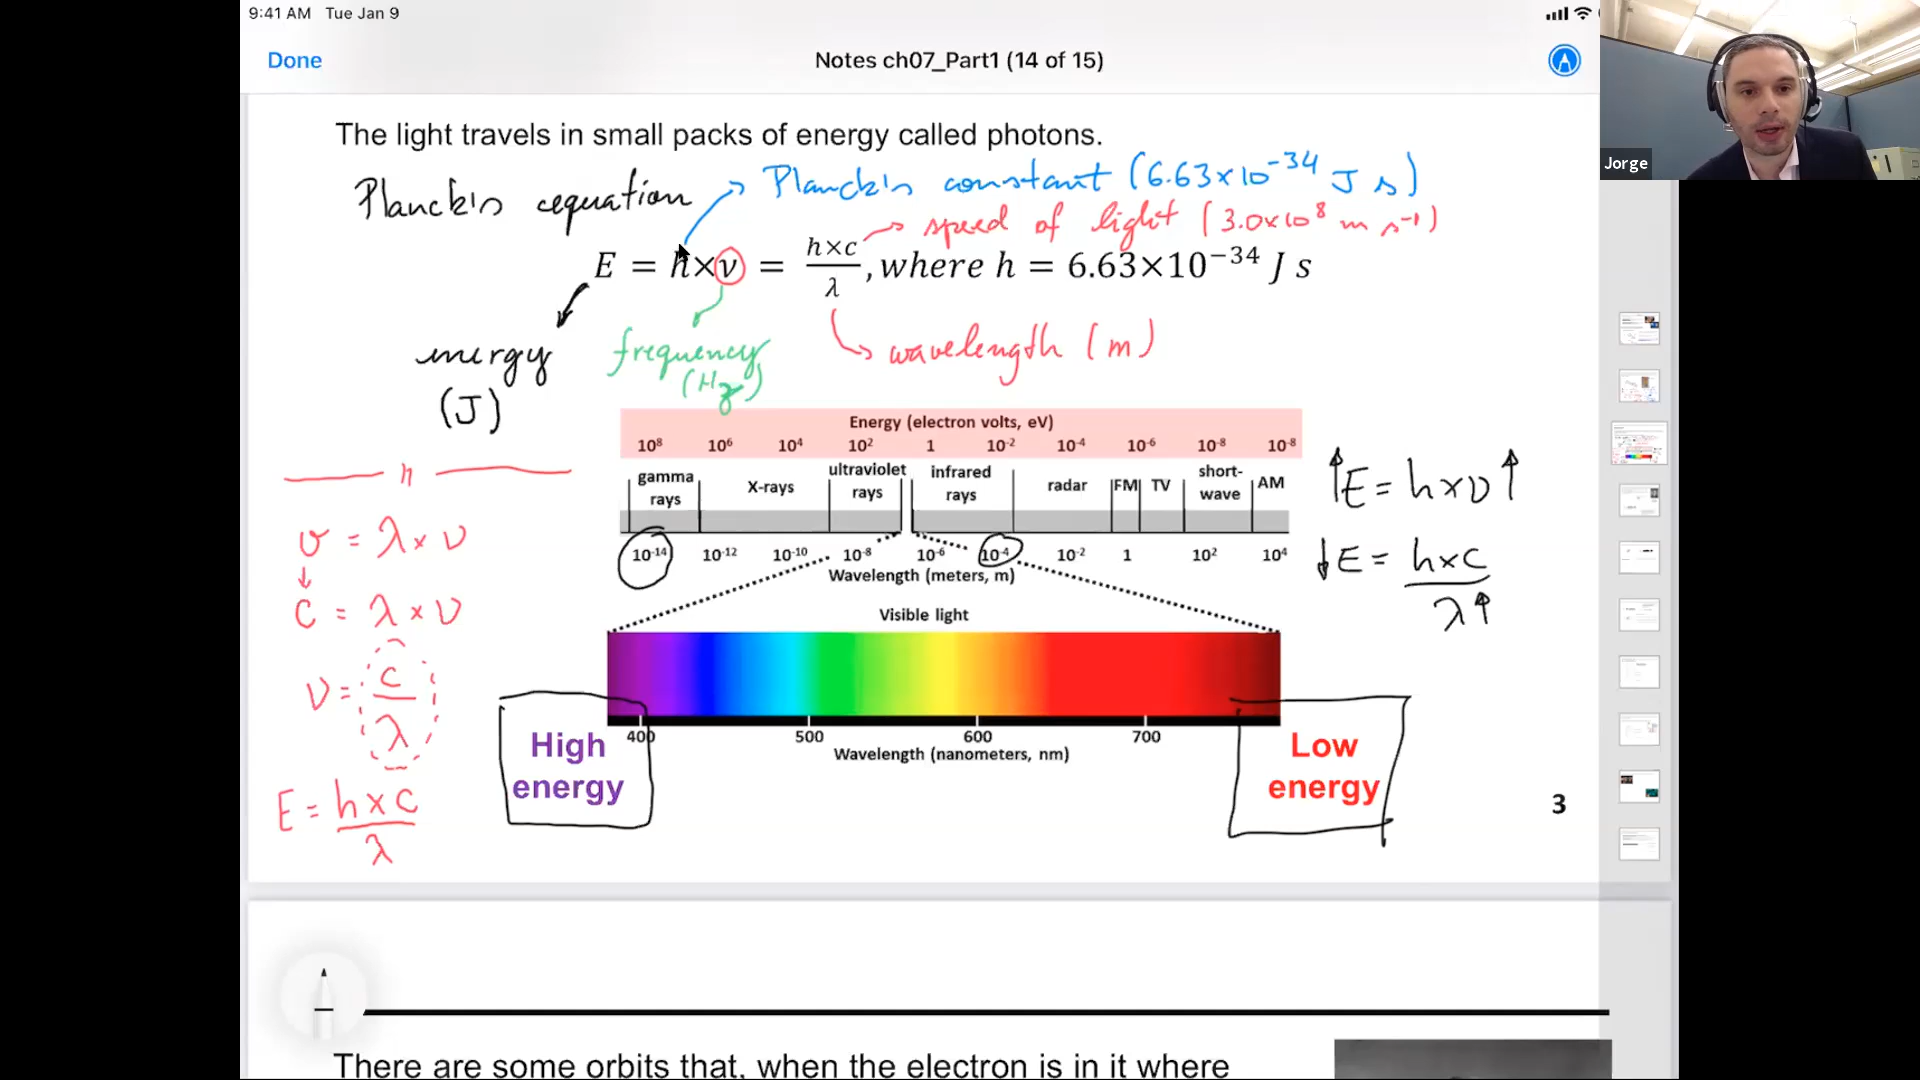 9:41 AM Tue Jan 9
Done
Notes ch07_Part1 (14 of 15)
Jorge
The light travels in small packs of energy called photons.
Planck's equation
Planck's constant (6.63×10⁻³⁴ J s)
speed of light (3.0×10⁸ m s⁻¹)
E = h×ν = h×c/λ, where h = 6.63×10⁻³⁴ J s
energy (J)
frequency (Hz)
wavelength (m)
Energy (electron volts, eV)
10⁸ 10⁶ 10⁴ 10² 1 10⁻² 10⁻⁴ 10⁻⁶ 10⁻⁸ 10⁻⁸
gamma rays X-rays ultraviolet rays infrared rays radar FM TV short-wave AM
10⁻¹⁴ 10⁻¹² 10⁻¹⁰ 10⁻⁸ 10⁻⁶ 10⁻⁴ 10⁻² 1 10² 10⁴
Wavelength (meters, m)
Visible light
400 500 600 700
Wavelength (nanometers, nm)
High energy
Low energy
↑E = h×ν↑
↓E = h×c/λ↑
υ = λ × ν
↓
C = λ × ν
ν = c/λ
E = h×c/λ
3
There are some orbits that, when the electron is in it where